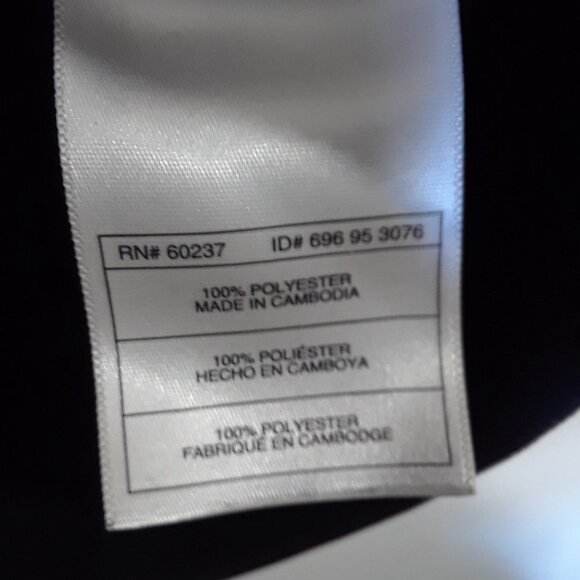 RN# 60237 ID# 696 95 3076
100% POLYESTER
MADE IN CAMBODIA
100% POLIÉSTER
HECHO EN CAMBOYA
100% POLYESTER
FABRIQUÉ EN CAMBODGE